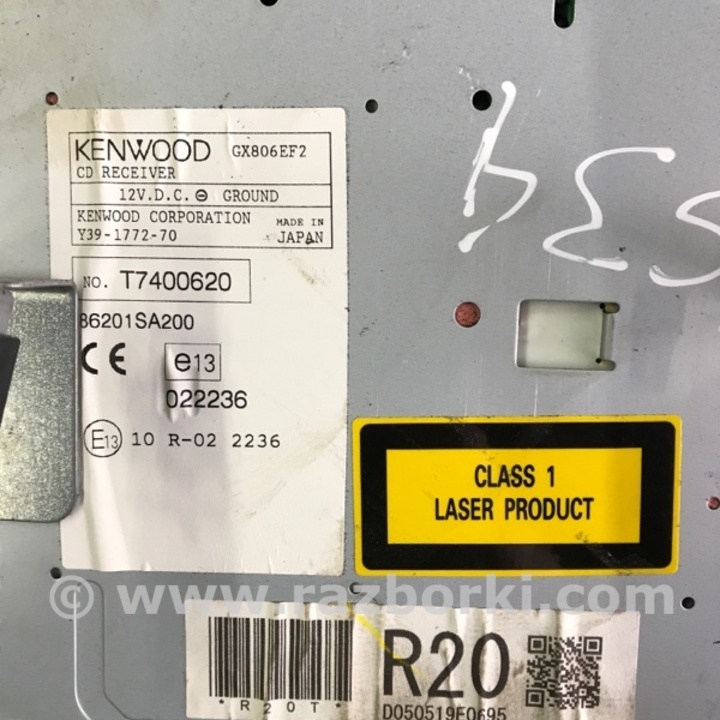 KENWOOD GX806EF2
CD RECEIVER
12V.D.C. ⊖ GROUND
KENWOOD CORPORATION MADE IN
Y39-1772-70 JAPAN
NO. T7400620
86201SA200
CE e13
022236
E13 10 R-02 2236
CLASS 1
LASER PRODUCT
© www.razborki.com
R20
*R20T*
D050519E0695